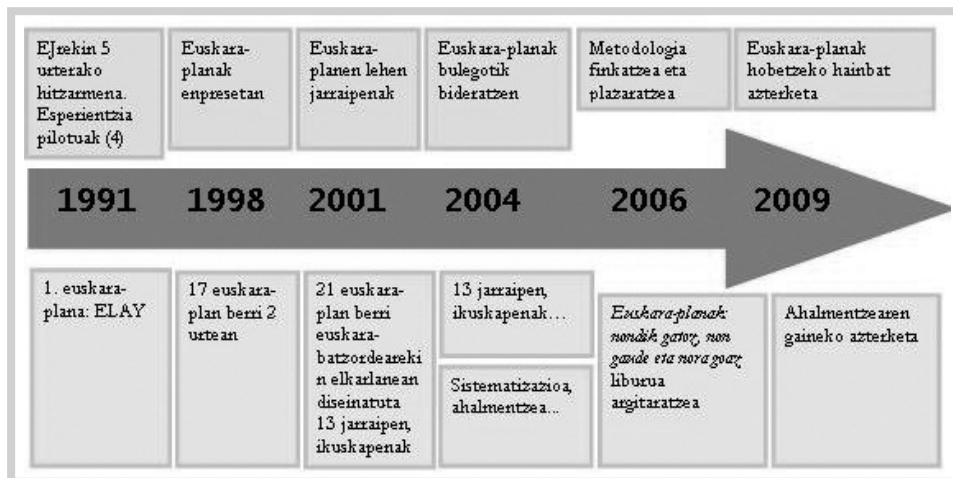 EJrekin 5
urterako
hitzarmena.
Esperientzia
pilotuak (4)
Euskara-
planak
enpresetan
Euskara-
planen lehen
jarraipenak
Euskara-planak
bulegotik
bideratzen
Metodologia
finkatzea eta
plazaratzea
Euskara-planak
hobetzeko hainbat
azterketa
1991
1998
2001
2004
2006
2009
1. euskara-
plana: ELAY
17 euskara-
plan berri 2
urtean
21 euskara-
plan berri
euskara-
batzordeareki
n elkarlanean
diseinatuta
13 jarraipen,
ikuskapenak
13 jarraipen,
ikuskapenak...
Sistematizazioa,
ahalmentzea...
Euskara-planak:
nondik gatoz, non
gaude eta nora goaz
liburua
argitaratzea
Ahalmentzearen
gaineko azterketa